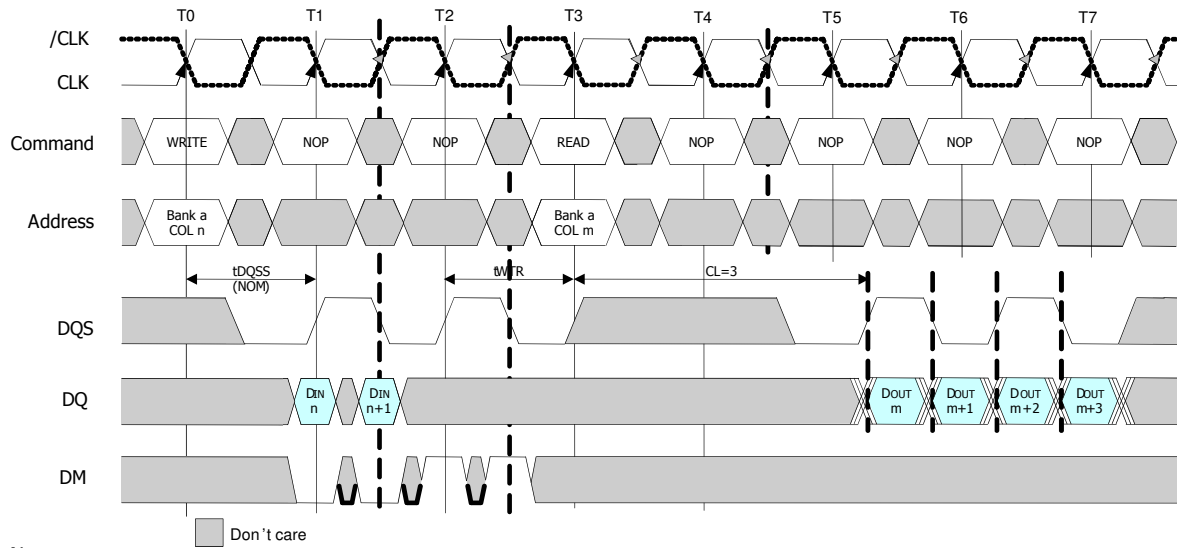 T0 T1 T2 T3 T4 T5 T6 T7
/CLK
CLK
Command WRITE NOP NOP READ NOP NOP NOP NOP
Address Bank a COL n Bank a COL m
tDQSS (NOM) tWTR CL=3
DQS
DQ DIN n DIN n+1 DOUT m DOUT m+1 DOUT m+2 DOUT m+3
DM
Don't care